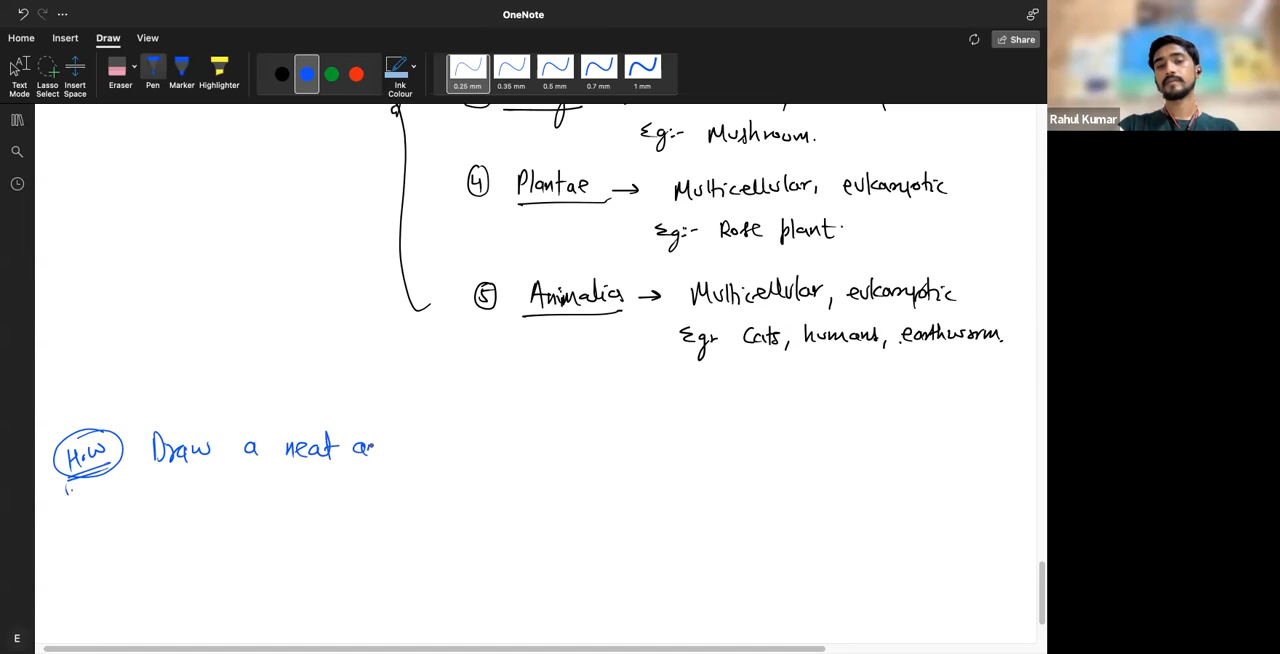 OneNote
Home Insert Draw View
Share
Text Mode
Lasso Select
Insert Space
Eraser
Pen
Marker
Highlighter
Ink Colour
0.25 mm
0.35 mm
0.5 mm
0.7 mm
1 mm
Rahul Kumar
Eg:- Mushroom.
④ Plantae → Multicellular, eukaryotic
Eg:- Rose plant.
⑤ Animalia → Multicellular, eukaryotic
Eg:- Cats, humans, earthworm.
H.W Draw a neat
E